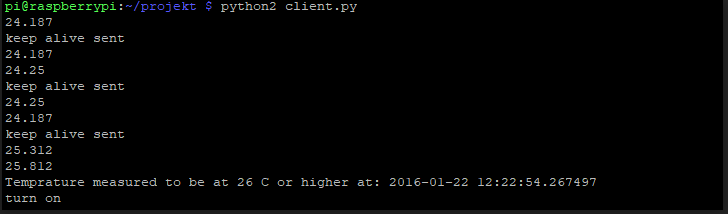 pi@raspberrypi:~/projekt $ python2 client.py
24.187
keep alive sent
24.187
24.25
keep alive sent
24.25
24.187
keep alive sent
25.312
25.812
Temprature measured to be at 26 C or higher at: 2016-01-22 12:22:54.267497
turn on